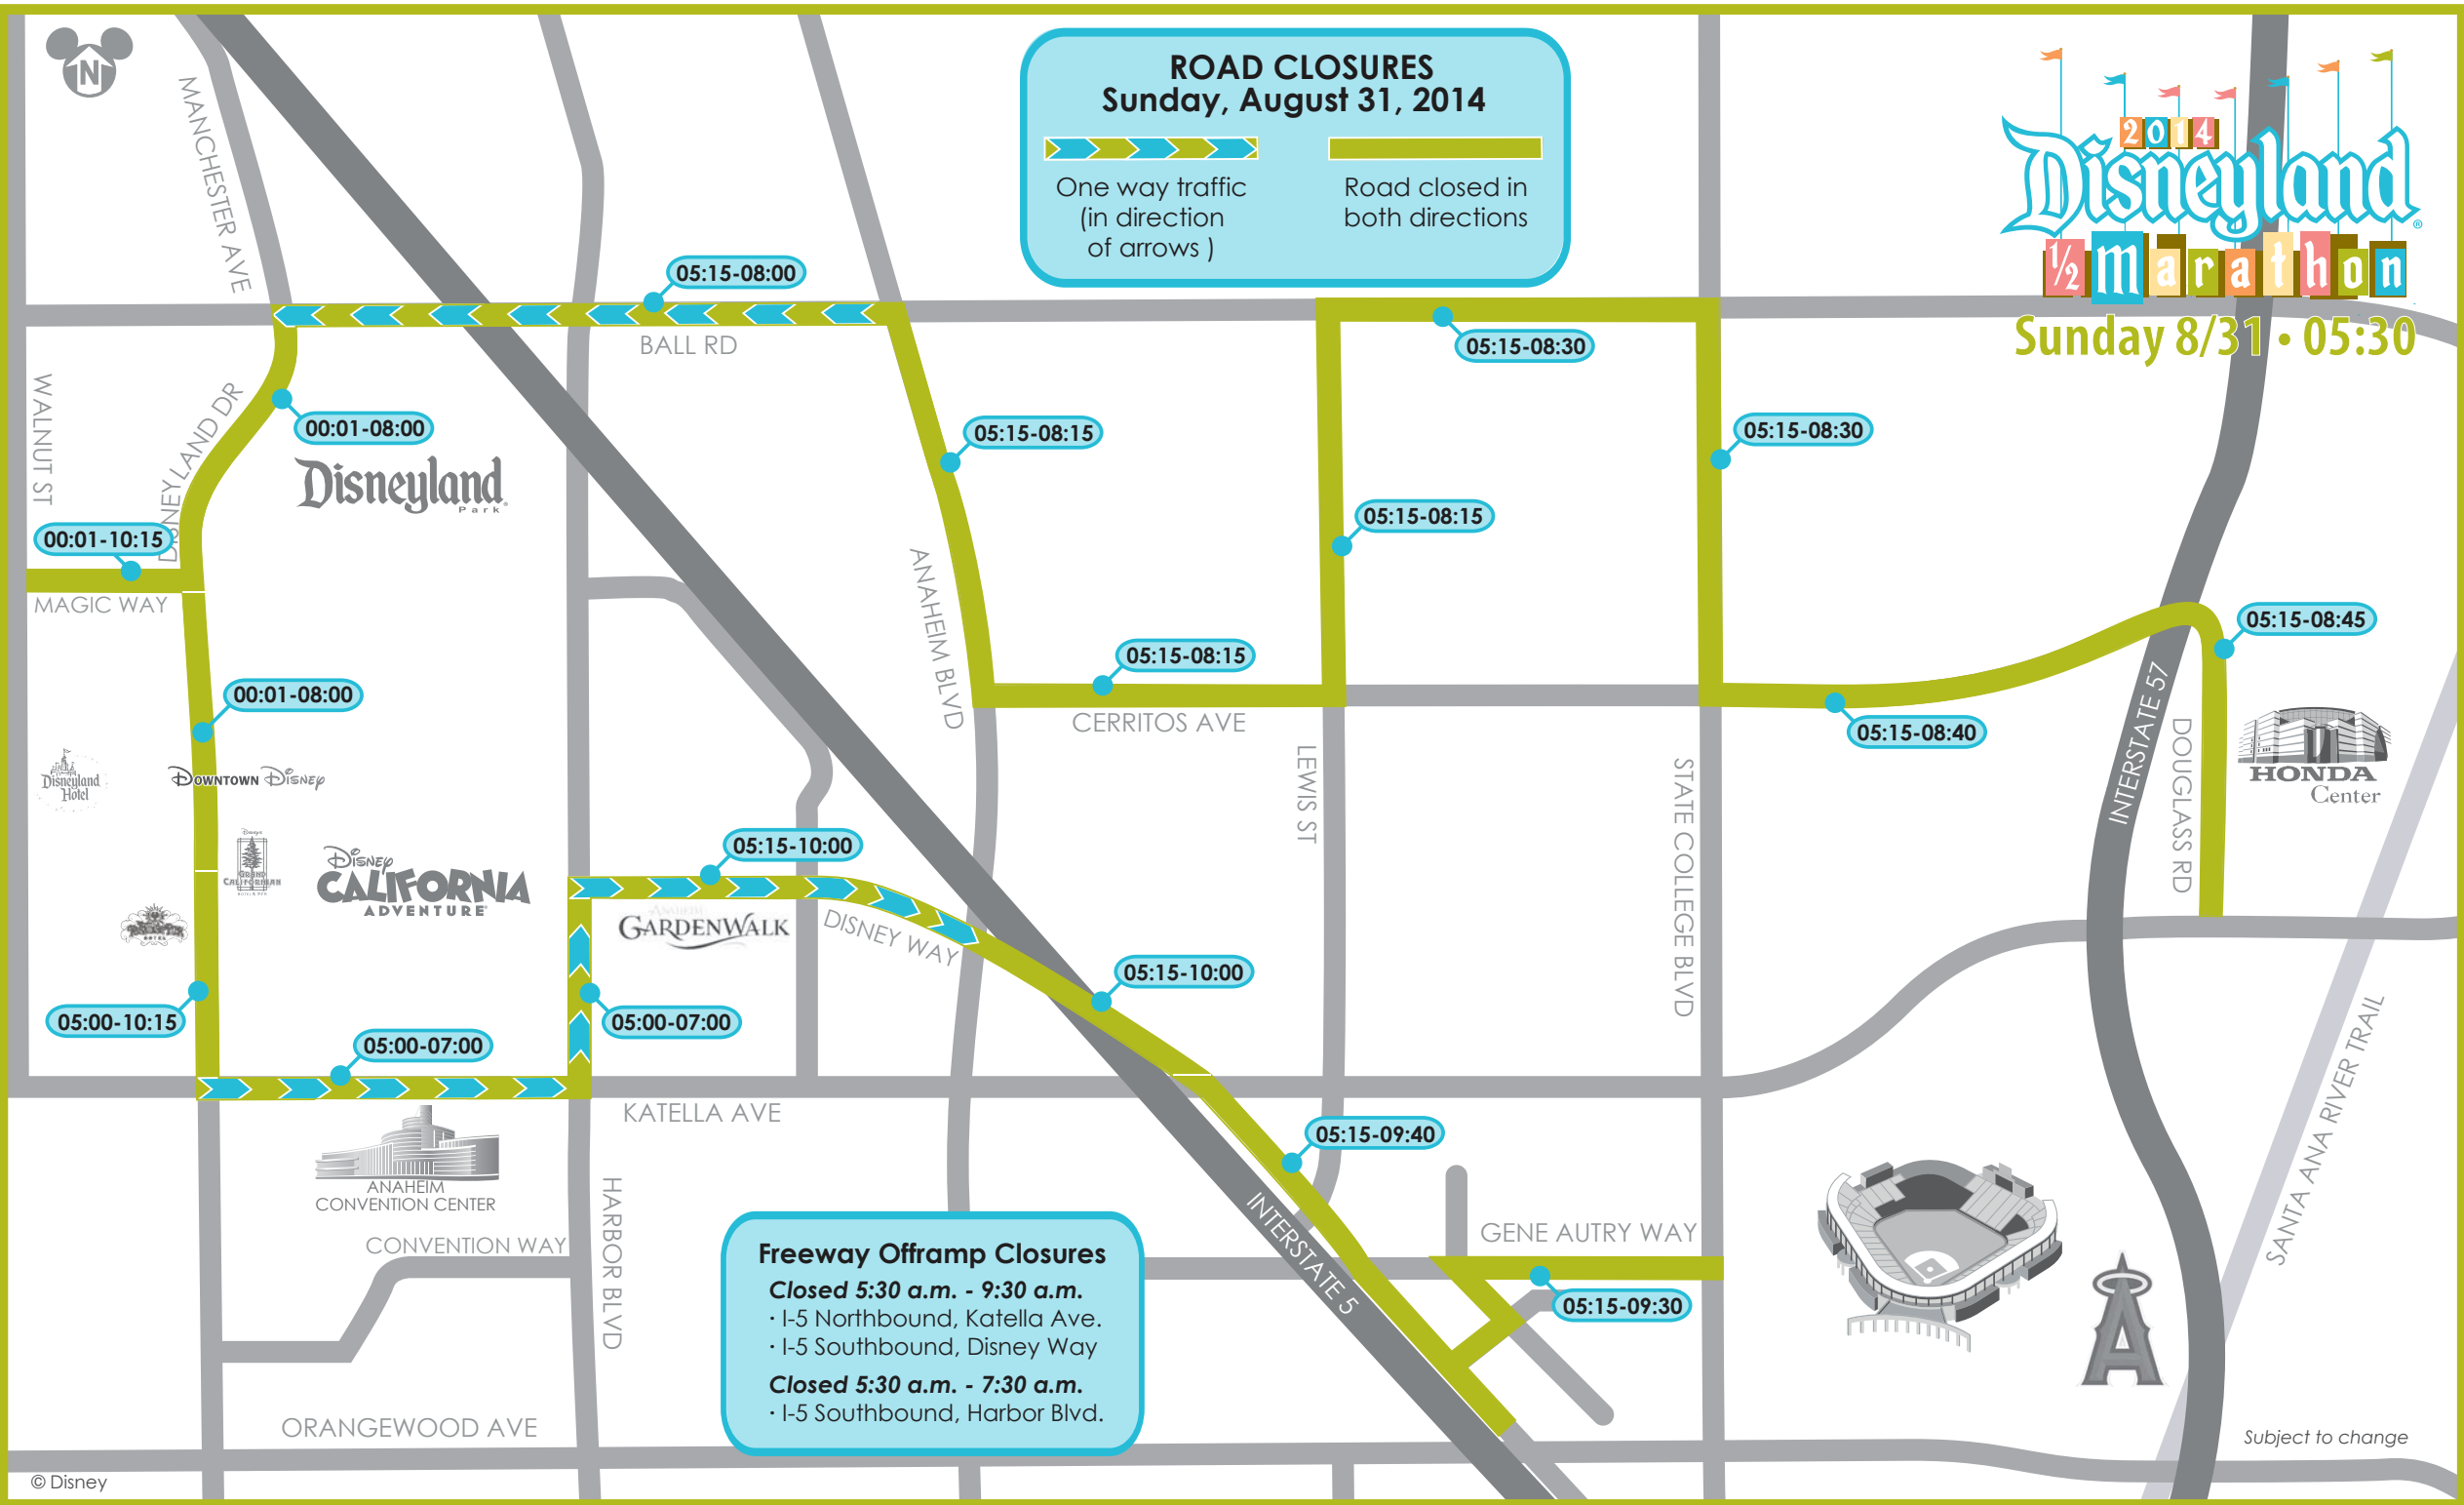 N
ROAD CLOSURES
Sunday, August 31, 2014
One way traffic
(in direction
of arrows )
Road closed in
both directions
2014
Disneyland®
½ marathon
Sunday 8/31 • 05:30
MANCHESTER AVE
05:15-08:00
BALL RD
05:15-08:30
WALNUT ST
DISNEYLAND DR
00:01-08:00
05:15-08:15
05:15-08:30
Disneyland®
Park
05:15-08:15
00:01-10:15
MAGIC WAY
ANAHEIM BLVD
05:15-08:15
05:15-08:45
00:01-08:00
CERRITOS AVE
05:15-08:40
INTERSTATE 57
DOUGLASS RD
HONDA
Center
LEWIS ST
STATE COLLEGE BLVD
Disneyland
Hotel
DOWNTOWN DISNEY
Disney's
GRAND
CALIFORNIAN
DISNEY
CALIFORNIA
ADVENTURE
05:15-10:00
ANAHEIM
GARDENWALK
DISNEY WAY
HOTEL
05:15-10:00
05:00-10:15
05:00-07:00
05:00-07:00
KATELLA AVE
ANAHEIM
CONVENTION CENTER
05:15-09:40
SANTA ANA RIVER TRAIL
CONVENTION WAY
HARBOR BLVD
INTERSTATE 5
GENE AUTRY WAY
05:15-09:30
Freeway Offramp Closures
Closed 5:30 a.m. - 9:30 a.m.
· I-5 Northbound, Katella Ave.
· I-5 Southbound, Disney Way
Closed 5:30 a.m. - 7:30 a.m.
· I-5 Southbound, Harbor Blvd.
A
ORANGEWOOD AVE
Subject to change
© Disney